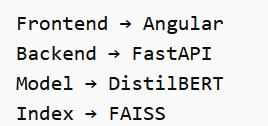 Frontend → Angular
Backend → FastAPI
Model → DistilBERT
Index → FAISS